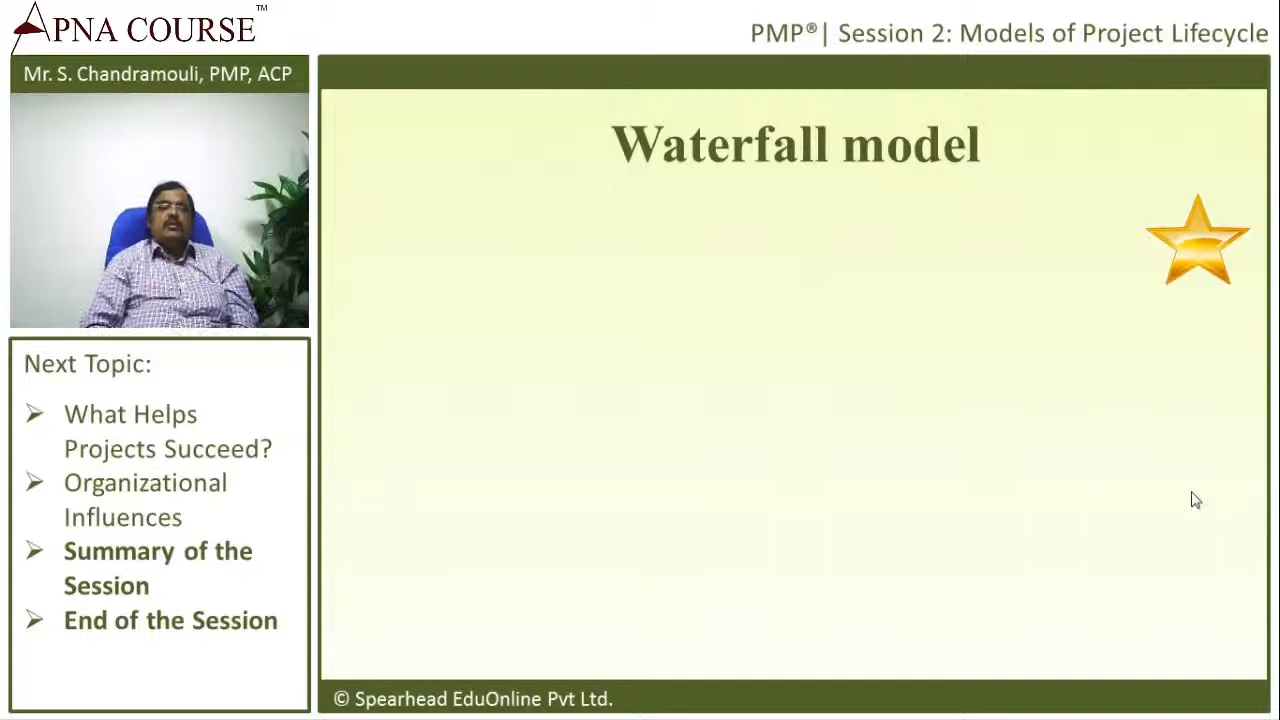 APNA COURSE™
PMP®| Session 2: Models of Project Lifecycle
Mr. S. Chandramouli, PMP, ACP
Waterfall model
Next Topic:
What Helps
Projects Succeed?
Organizational
Influences
Summary of the
Session
End of the Session
© Spearhead EduOnline Pvt Ltd.